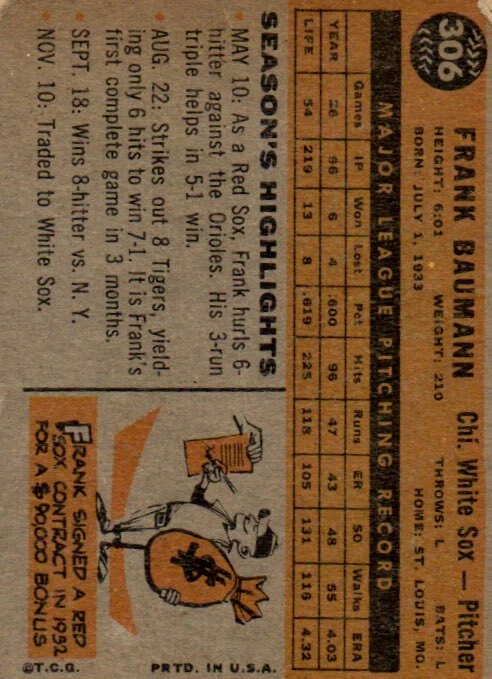 306
FRANK BAUMANN Chi. White Sox — Pitcher
HEIGHT: 6:01 WEIGHT: 210 THROWS: L BATS: L
BORN: JULY 1, 1933 HOME: ST. LOUIS, MO.
MAJOR LEAGUE PITCHING RECORD
Games IP Won Lost Pct Hits Runs ER SO Walks ERA
YEAR 26 96 6 4 .600 96 47 43 48 55 4.03
LIFE 54 219 13 8 .619 225 118 105 131 116 4.32
SEASON'S HIGHLIGHTS
• MAY 10: As a Red Sox, Frank hurls 6-
hitter against the Orioles. His 3-run
triple helps in 5-1 win.
• AUG. 22: Strikes out 8 Tigers, yield-
ing only 6 hits to win 7-1. It is Frank's
first complete game in 3 months.
• SEPT. 18: Wins 8-hitter vs. N. Y.
• NOV. 10: Traded to White Sox.
FRANK SIGNED A RED
SOX CONTRACT IN 1952
FOR A $90,000 BONUS
©T.C.G. PRTD. IN U.S.A.